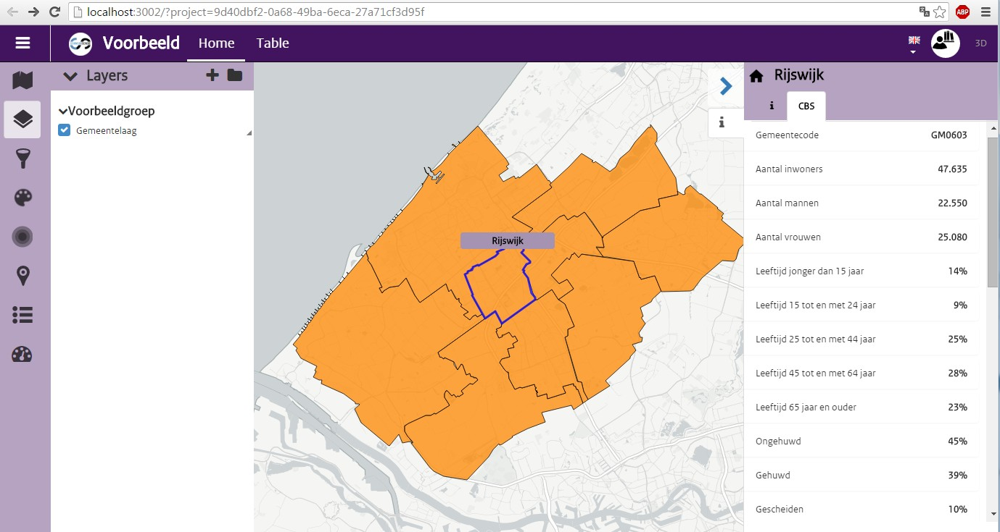 localhost:3002/?project=9d40dbf2-0a68-49ba-6eca-27a71cf3d95f
ABP
Voorbeeld Home Table
3D
Layers
Voorbeeldgroep
Gemeentelaag
Rijswijk
Rijswijk
i CBS
i
Gemeentecode GM0603
Aantal inwoners 47.635
Aantal mannen 22.550
Aantal vrouwen 25.080
Leeftijd jonger dan 15 jaar 14%
Leeftijd 15 tot en met 24 jaar 9%
Leeftijd 25 tot en met 44 jaar 25%
Leeftijd 45 tot en met 64 jaar 28%
Leeftijd 65 jaar en ouder 23%
Ongehuwd 45%
Gehuwd 39%
Gescheiden 10%